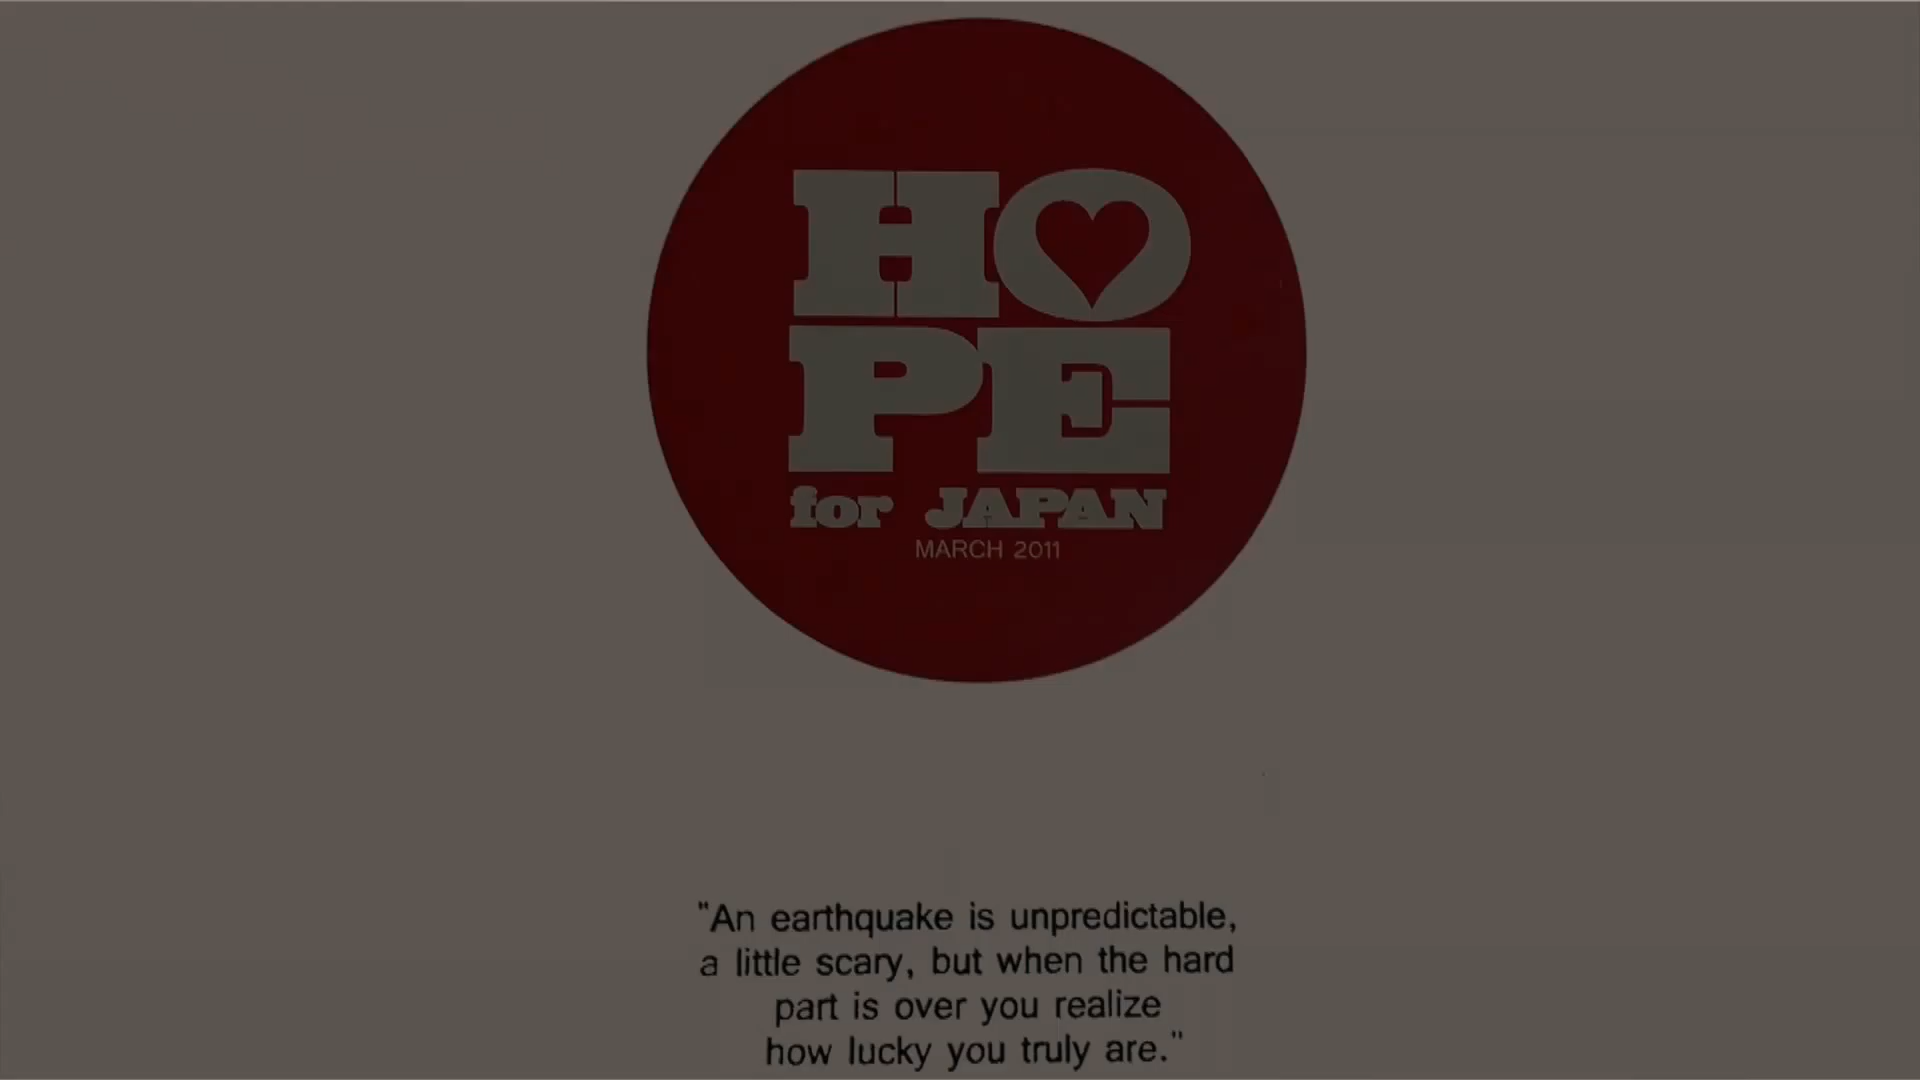 HOPE
for JAPAN
MARCH 2011
"An earthquake is unpredictable,
a little scary, but when the hard
part is over you realize
how lucky you truly are."